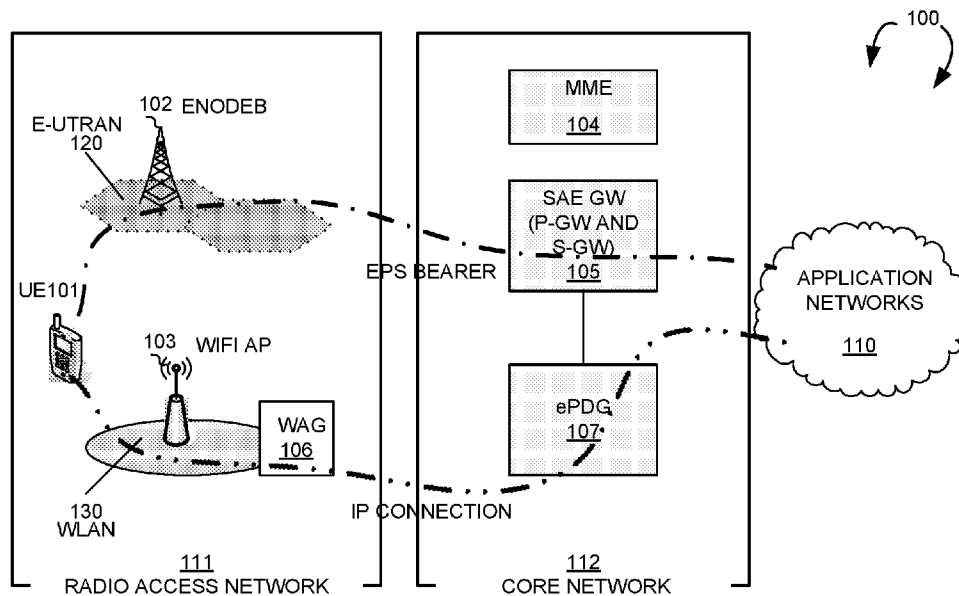 100
102 ENODEB
E-UTRAN
120
UE101
103
WIFI AP
WAG
106
130
WLAN
111
RADIO ACCESS NETWORK
MME
104
SAE GW
(P-GW AND
S-GW)
105
EPS BEARER
ePDG
107
IP CONNECTION
112
CORE NETWORK
APPLICATION
NETWORKS
110